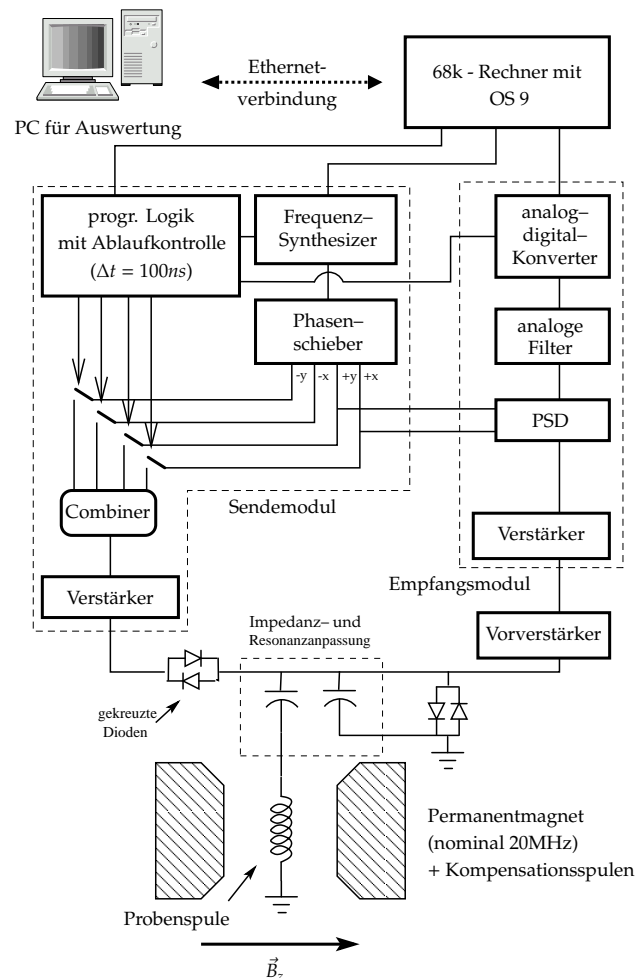 Ethernet-
verbindung
68k - Rechner mit
OS 9
PC für Auswertung
progr. Logik
mit Ablaufkontrolle
(Δt = 100ns)
Frequenz–
Synthesizer
analog–
digital–
Konverter
Phasen–
schieber
analoge
Filter
-y -x +y +x
PSD
Combiner
Sendemodul
Verstärker
Verstärker
Empfangsmodul
Impedanz– und
Resonanzanpassung
Vorverstärker
gekreuzte
Dioden
Permanentmagnet
(nominal 20MHz)
+ Kompensationsspulen
Probenspule
B⃗z